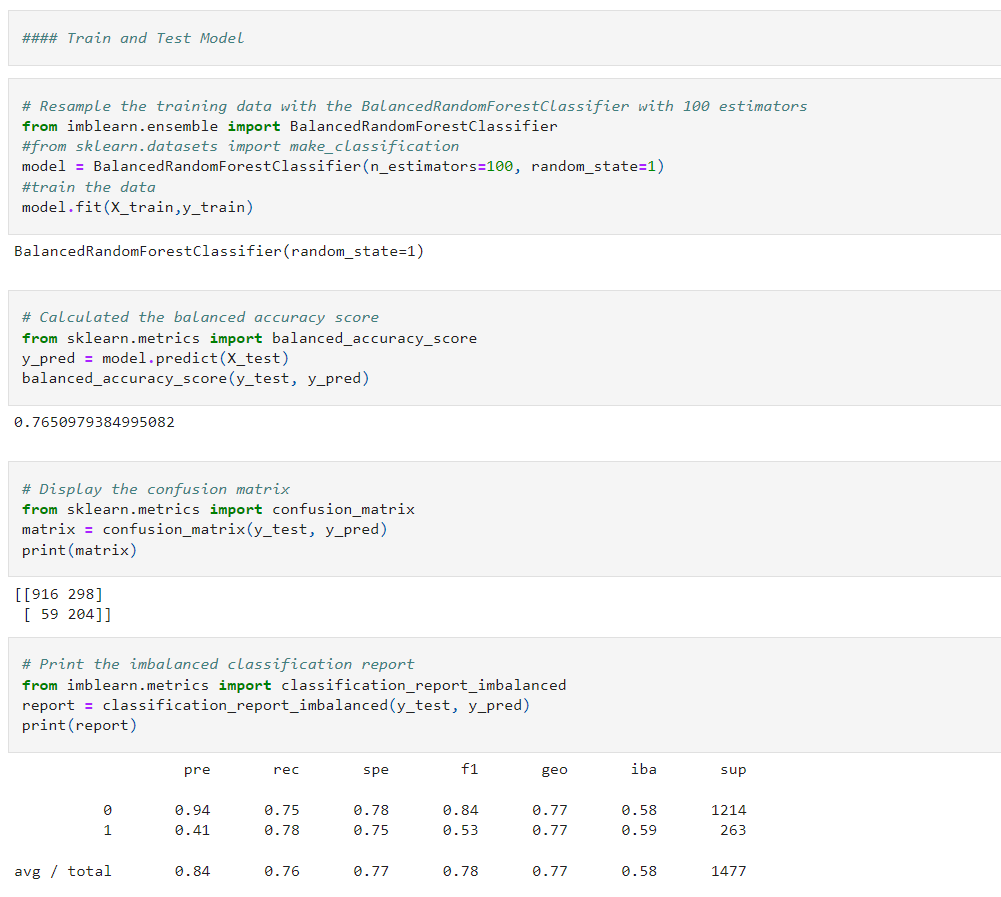 #### Train and Test Model
# Resample the training data with the BalancedRandomForestClassifier with 100 estimators
from imblearn.ensemble import BalancedRandomForestClassifier
#from sklearn.datasets import make_classification
model = BalancedRandomForestClassifier(n_estimators=100, random_state=1)
#train the data
model.fit(X_train,y_train)
BalancedRandomForestClassifier(random_state=1)
# Calculated the balanced accuracy score
from sklearn.metrics import balanced_accuracy_score
y_pred = model.predict(X_test)
balanced_accuracy_score(y_test, y_pred)
0.7650979384995082
# Display the confusion matrix
from sklearn.metrics import confusion_matrix
matrix = confusion_matrix(y_test, y_pred)
print(matrix)
[[916 298]
[ 59 204]]
# Print the imbalanced classification report
from imblearn.metrics import classification_report_imbalanced
report = classification_report_imbalanced(y_test, y_pred)
print(report)
pre rec spe f1 geo iba sup
0 0.94 0.75 0.78 0.84 0.77 0.58 1214
1 0.41 0.78 0.75 0.53 0.77 0.59 263
avg / total 0.84 0.76 0.77 0.78 0.77 0.58 1477